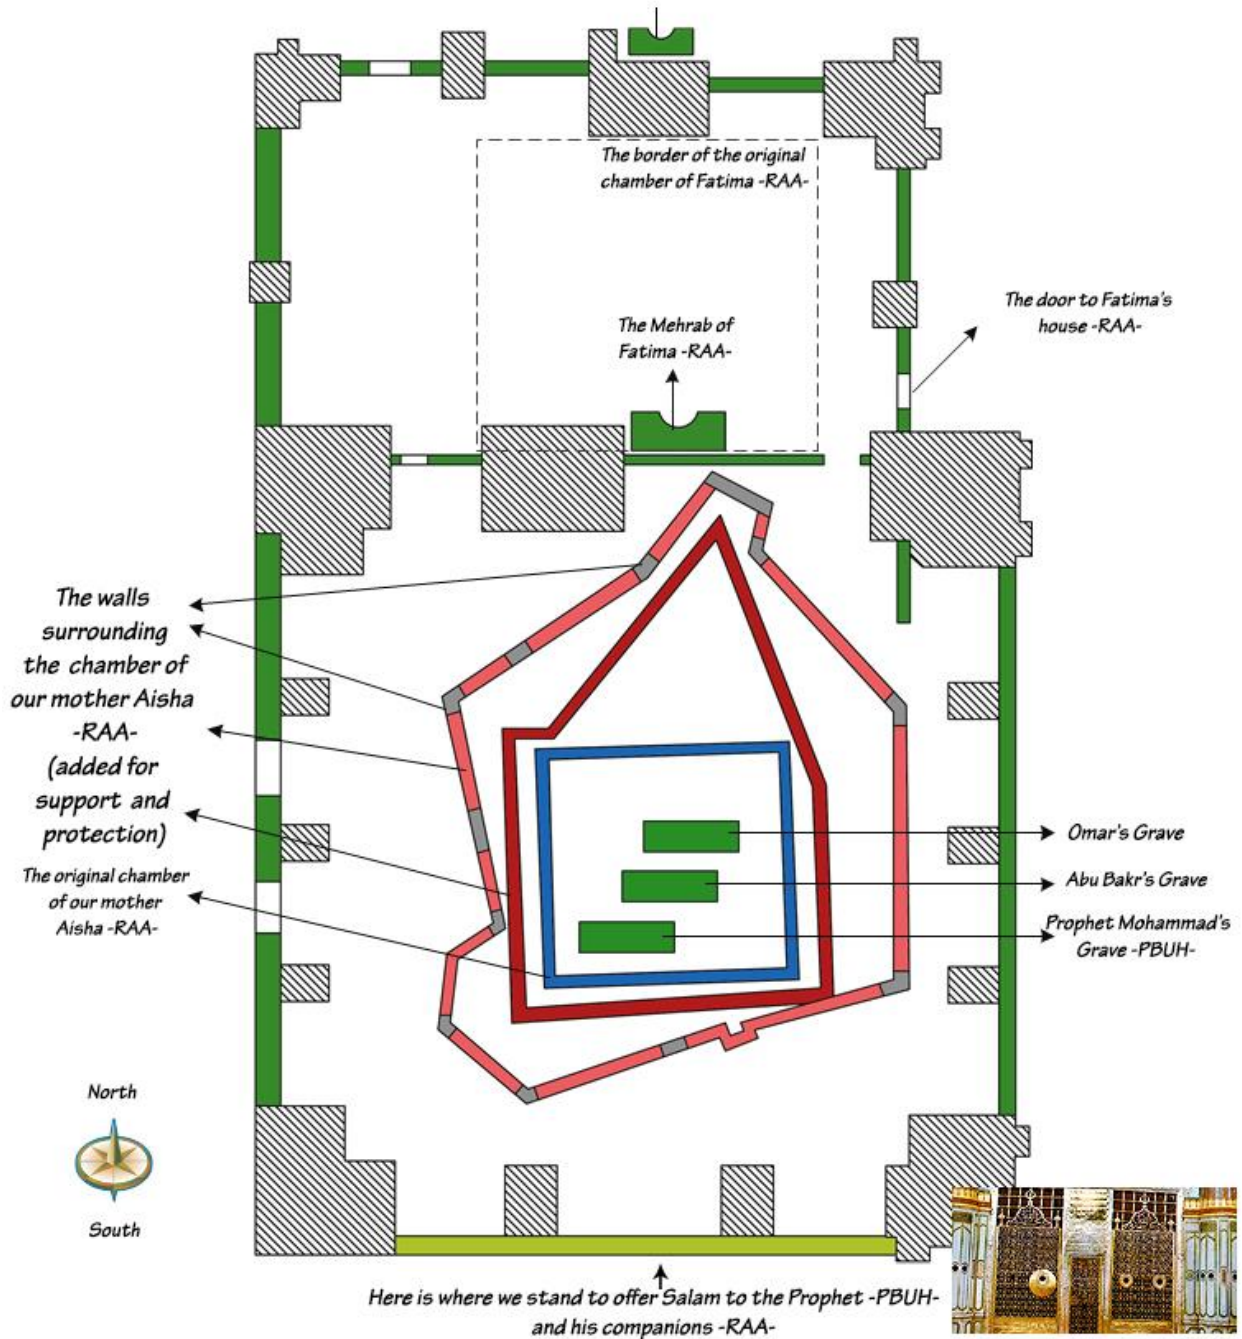 The border of the original
chamber of Fatima -RAA-
The door to Fatima's
house -RAA-
The Mehrab of
Fatima -RAA-
The walls
surrounding
the chamber of
our mother Aisha
-RAA-
(added for
support and
protection)
The original chamber
of our mother
Aisha -RAA-
Omar's Grave
Abu Bakr's Grave
Prophet Mohammad's
Grave -PBUH-
North
South
Here is where we stand to offer Salam to the Prophet -PBUH-
and his companions -RAA-